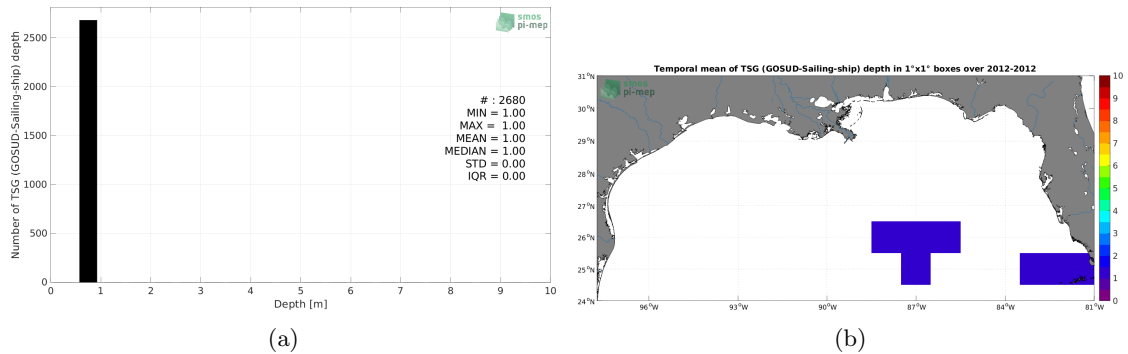 smos
pi-mep
2500
2000
1500
1000
500
0
Number of TSG (GOSUD-Sailing-ship) depth
# : 2680
MIN = 1.00
MAX = 1.00
MEAN = 1.00
MEDIAN = 1.00
STD = 0.00
IQR = 0.00
0 1 2 3 4 5 6 7 8 9 10
Depth [m]
(a)
Temporal mean of TSG (GOSUD-Sailing-ship) depth in 1°x1° boxes over 2012-2012
smos
pi-mep
31°N
30°N
29°N
28°N
27°N
26°N
25°N
24°N
96°W 93°W 90°W 87°W 84°W 81°W
10
9
8
7
6
5
4
3
2
1
0
(b)